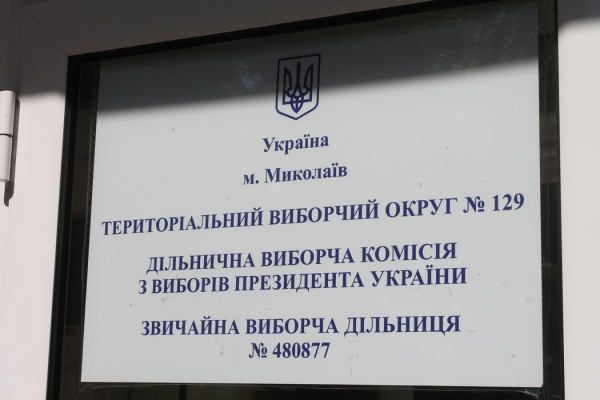 Україна
м. Миколаїв
ТЕРИТОРІАЛЬНИЙ ВИБОРЧИЙ ОКРУГ № 129
ДІЛЬНИЧНА ВИБОРЧА КОМІСІЯ
З ВИБОРІВ ПРЕЗИДЕНТА УКРАЇНИ
ЗВИЧАЙНА ВИБОРЧА ДІЛЬНИЦЯ
№ 480877